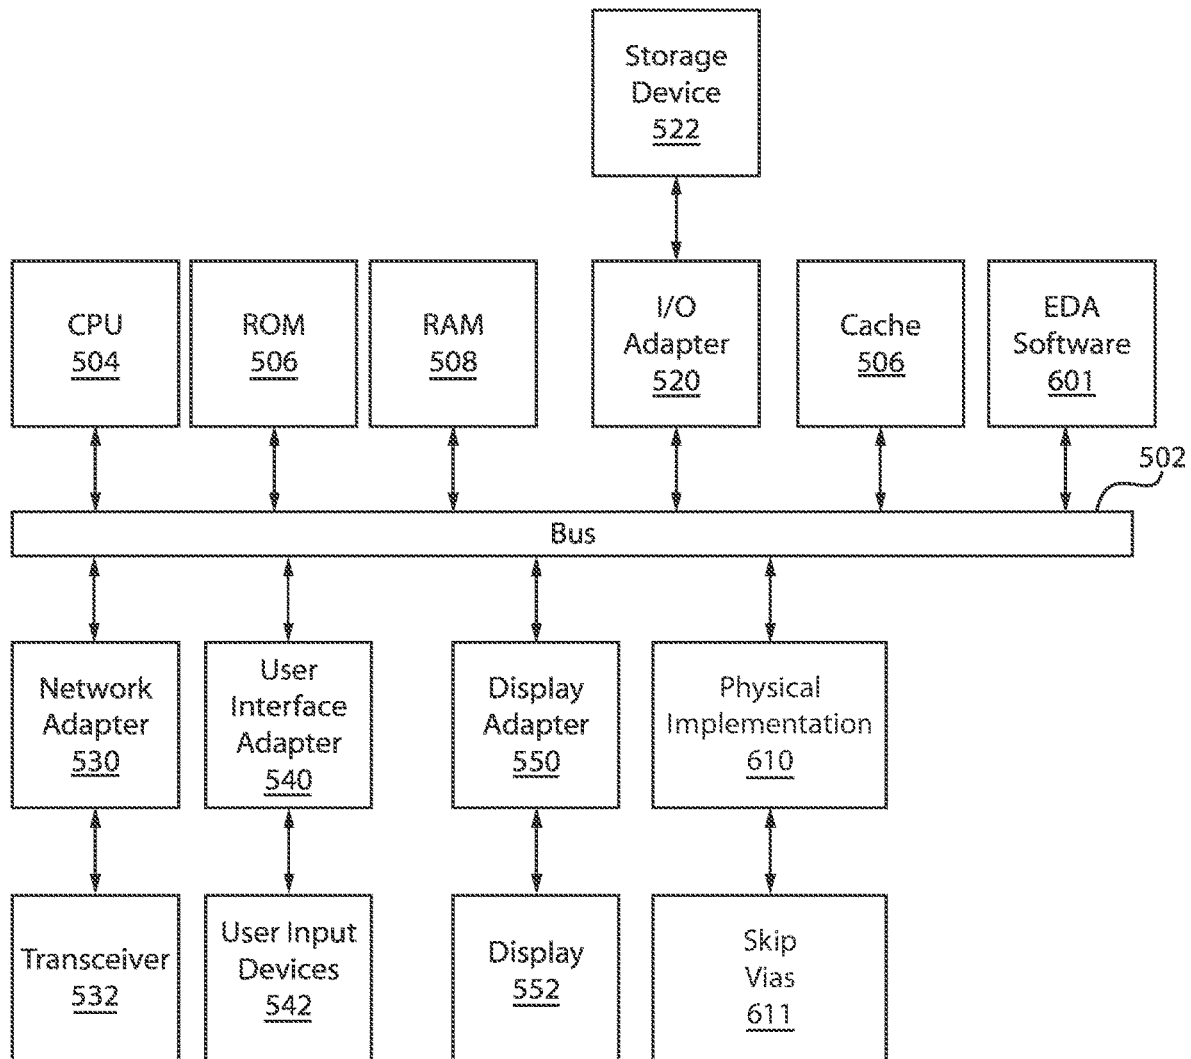 Storage
Device
522
CPU
504
ROM
506
RAM
508
I/O
Adapter
520
Cache
506
EDA
Software
601
502
Bus
Network
Adapter
530
User
Interface
Adapter
540
Display
Adapter
550
Physical
Implementation
610
Transceiver
532
User Input
Devices
542
Display
552
Skip
Vias
611